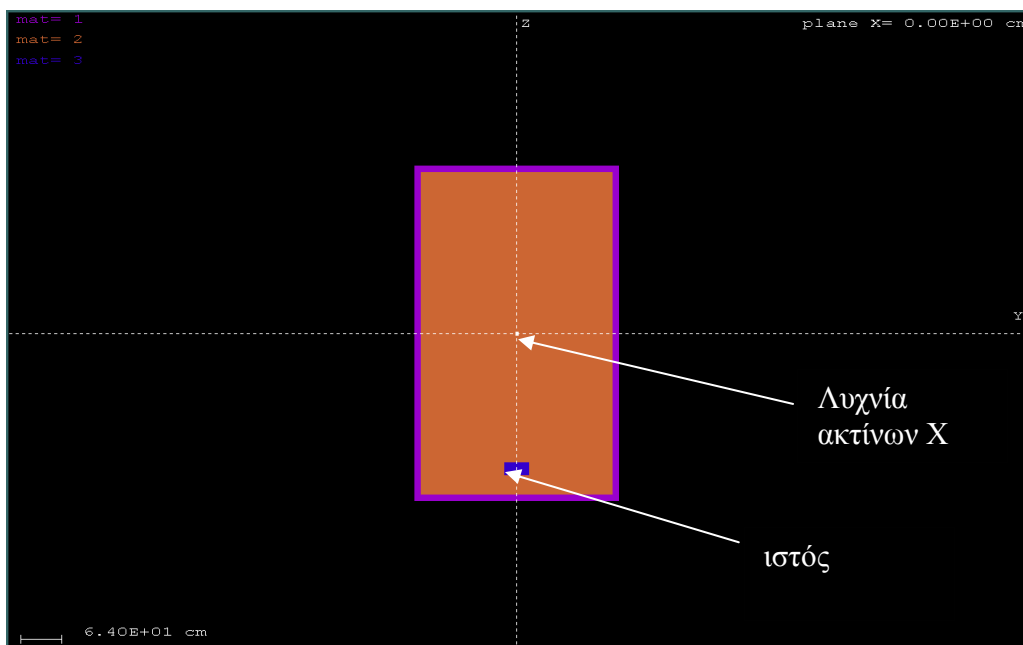 mat= 1
mat= 2
mat= 3
Z
plane X= 0.00E+00 cm
Y
Λυχνία
ακτίνων Χ
ιστός
6.40E+01 cm